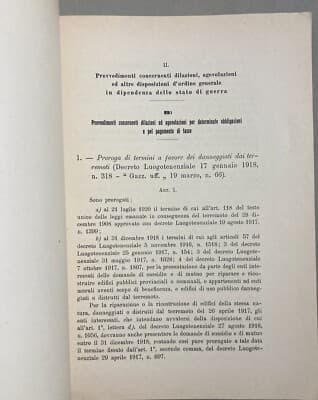 II.
Provvedimenti concernenti dilazioni, agevolazioni
ed altre disposizioni d'ordine generale
in dipendenza dello stato di guerra
Provvedimenti concernenti dilazioni ed agevolazioni per determinate obbligazioni
e pel pagamento di tasse
1. — Proroga di termini a favore dei danneggiati dai ter-
remoti (Decreto Luogotenenziale 17 gennaio 1918,
n. 318 - " Gazz. uff. „ 19 marzo, n. 66).
ART. 1.
Sono prorogati:
a) al 24 luglio 1920 il termine di cui all'art. 118 del testo
unico delle leggi emanate in conseguenza del terremoto del 28 di-
cembre 1908 approvato con decreto Luogotenenziale 19 agosto 1917,
n. 1399;
b) al 31 dicembre 1918 i termini di cui agli articoli 57 del
decreto Luogotenenziale 5 novembre 1916, n. 1518; 3 del decreto
Luogotenenziale 25 gennaio 1917, n. 154; 3 del decreto Luogote-
nenziale 31 maggio 1917, n. 1028; 4 del decreto Luogotenenziale
7 ottobre 1917, n. 1807, per la presentazione da parte degli enti inte-
ressati delle domande di sussidio e di mutuo per riparare e rico-
struire edifici pubblici provinciali o comunali, o appartenenti ad enti
morali aventi scopo di beneficenza, o edifici di uso pubblico danneg-
giati o distrutti dal terremoto.
Per la riparazione o la ricostruzione di edifici della stessa na-
tura, danneggiati o distrutti dal terremoto del 26 aprile 1917, gli
enti interessati, che intendano avvalersi della disposizione di cui
all'art. 1°, lettera d), del decreto Luogotenenziale 27 agosto 1916,
n. 1056, dovranno anche presentare le domande di sussidio e di mutuo
entro il 31 dicembre 1918, restando così pure prorogato a tale data
il termine fissato dall'art. 1°, secondo comma, del decreto Luogote-
nenziale 29 aprile 1917, n. 697.